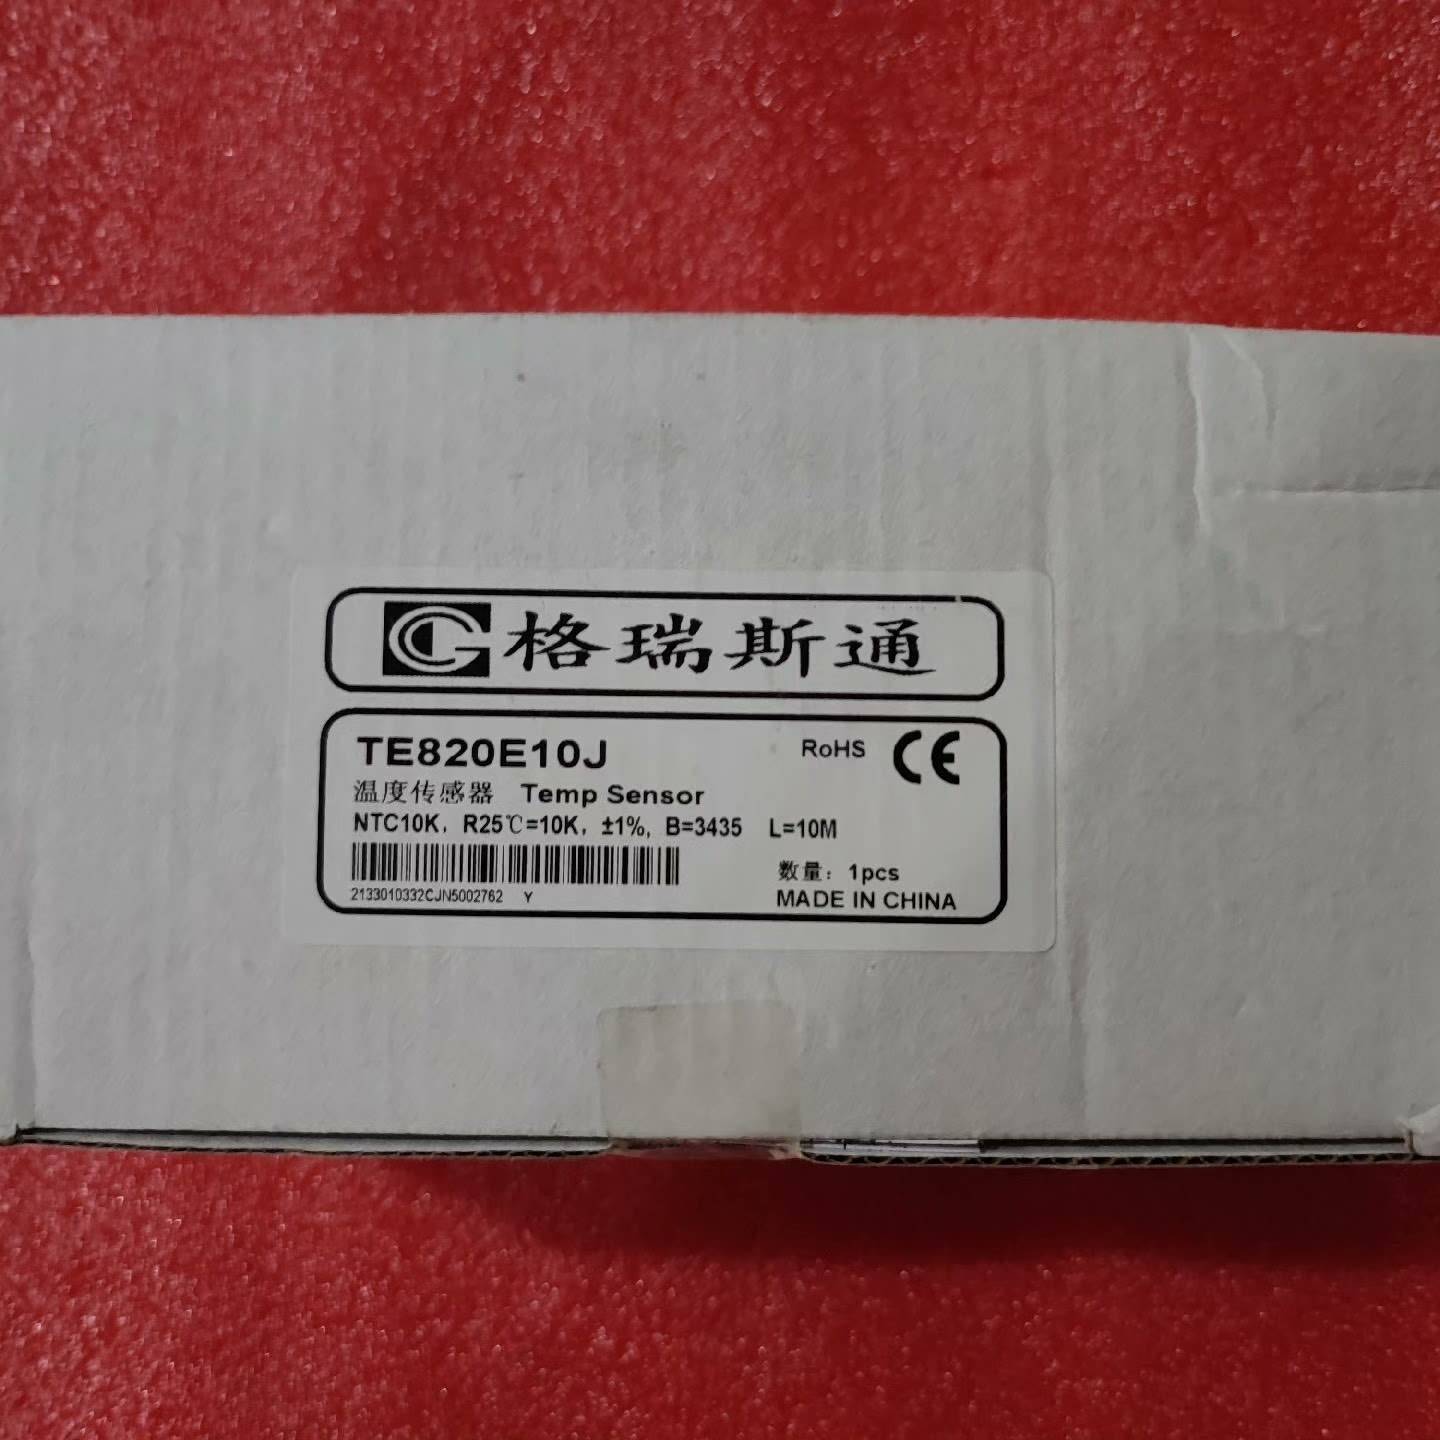 格瑞斯通
TE820E10J RoHS CE
温度传感器 Temp Sensor
NTC10K, R25℃=10K, ±1%, B=3435 L=10M
数量: 1pcs
2133010332CJN5002762 Y
MADE IN CHINA